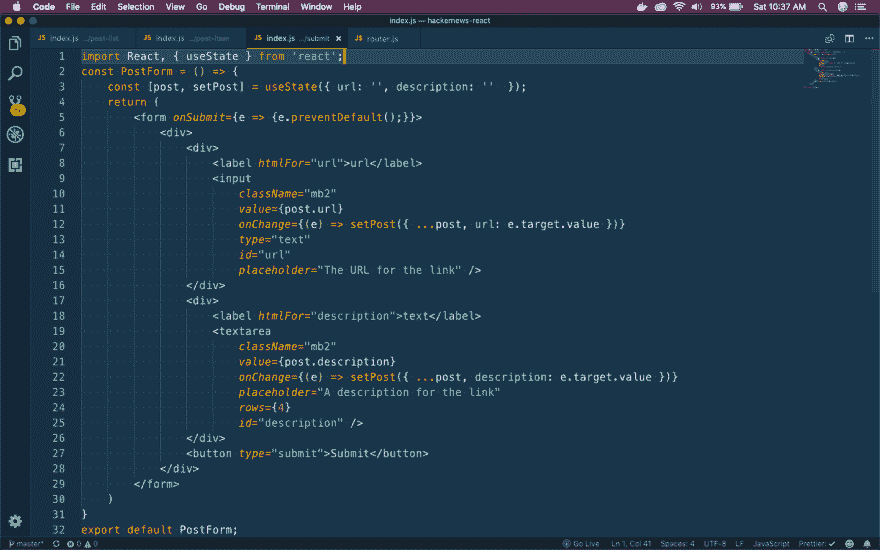 Code File Edit Selection View Go Debug Terminal Window Help 93% Sat 10:37 AM
index.js — hackernews-react
JS index.js .../post-list JS index.js .../post-item JS index.js .../submit × JS router.js
1 import React, { useState } from 'react';
2 const PostForm = () => {
3 const [post, setPost] = useState({ url: '', description: '' });
4 return (
5 <form onSubmit={e => {e.preventDefault();}}>
6 <div>
7 <div>
8 <label htmlFor="url">url</label>
9 <input
10 className="mb2"
11 value={post.url}
12 onChange={(e) => setPost({ ...post, url: e.target.value })}
13 type="text"
14 id="url"
15 placeholder="The URL for the link" />
16 </div>
17 <div>
18 <label htmlFor="description">text</label>
19 <textarea
20 className="mb2"
21 value={post.description}
22 onChange={(e) => setPost({ ...post, description: e.target.value })}
23 placeholder="A description for the link"
24 rows={4}
25 id="description" />
26 </div>
27 <button type="submit">Submit</button>
28 </div>
29 </form>
30 )
31 }
32 export default PostForm;
master* 0 0 Go Live Ln 1, Col 41 Spaces: 4 UTF-8 LF JavaScript Prettier: ✓